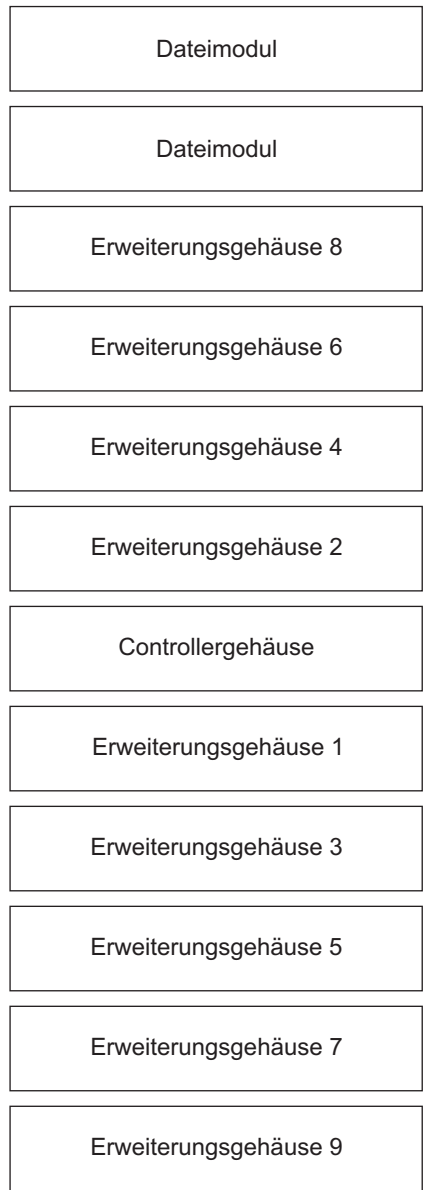 Dateimodul
Dateimodul
Erweiterungsgehäuse 8
Erweiterungsgehäuse 6
Erweiterungsgehäuse 4
Erweiterungsgehäuse 2
Controllergehäuse
Erweiterungsgehäuse 1
Erweiterungsgehäuse 3
Erweiterungsgehäuse 5
Erweiterungsgehäuse 7
Erweiterungsgehäuse 9